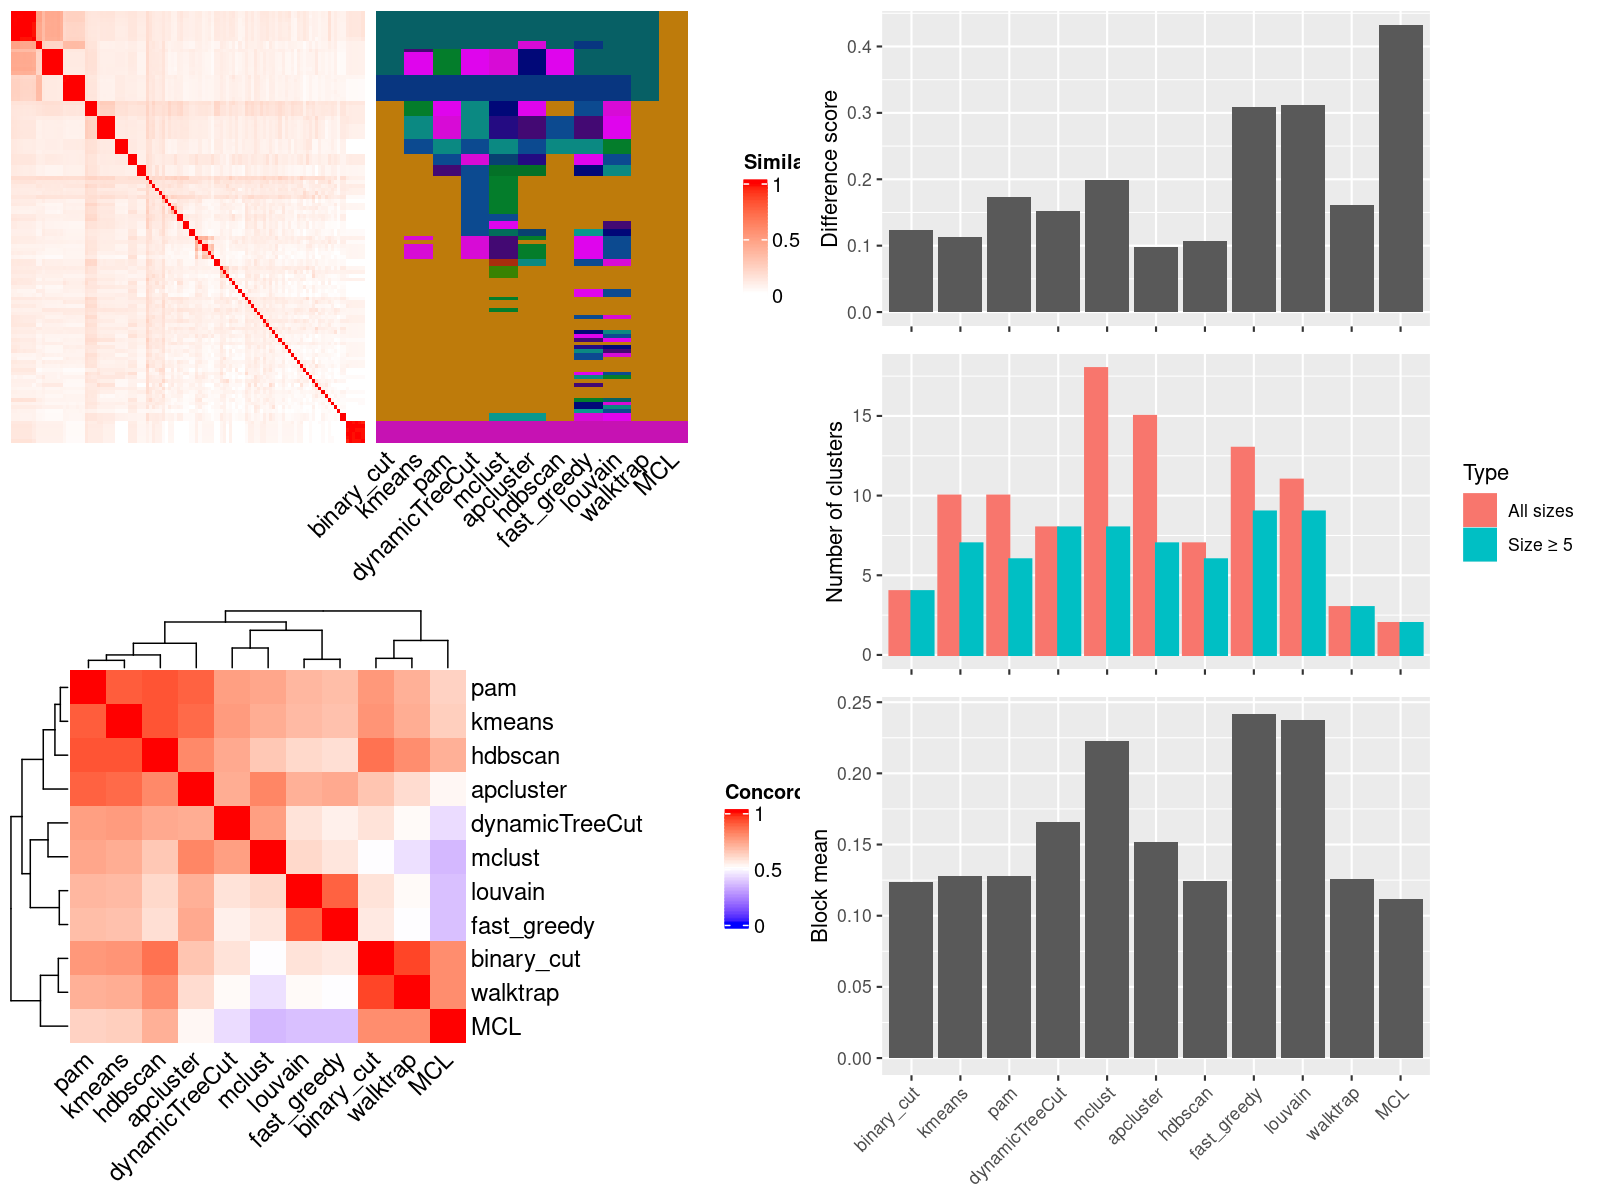 Simila
1
0.5
0
binary_cut
kmeans
pam
dynamicTreeCut
mclust
apcluster
hdbscan
fast_greedy
louvain
walktrap
MCL
pam
kmeans
hdbscan
apcluster
dynamicTreeCut
mclust
louvain
fast_greedy
binary_cut
walktrap
MCL
pam
kmeans
hdbscan
apcluster
dynamicTreeCut
mclust
louvain
fast_greedy
binary_cut
walktrap
MCL
Concord
1
0.5
0
Difference score
0.4
0.3
0.2
0.1
0.0
Number of clusters
15
10
5
0
Type
All sizes
Size ≥ 5
Block mean
0.25
0.20
0.15
0.10
0.05
0.00
binary_cut
kmeans
pam
dynamicTreeCut
mclust
apcluster
hdbscan
fast_greedy
louvain
walktrap
MCL